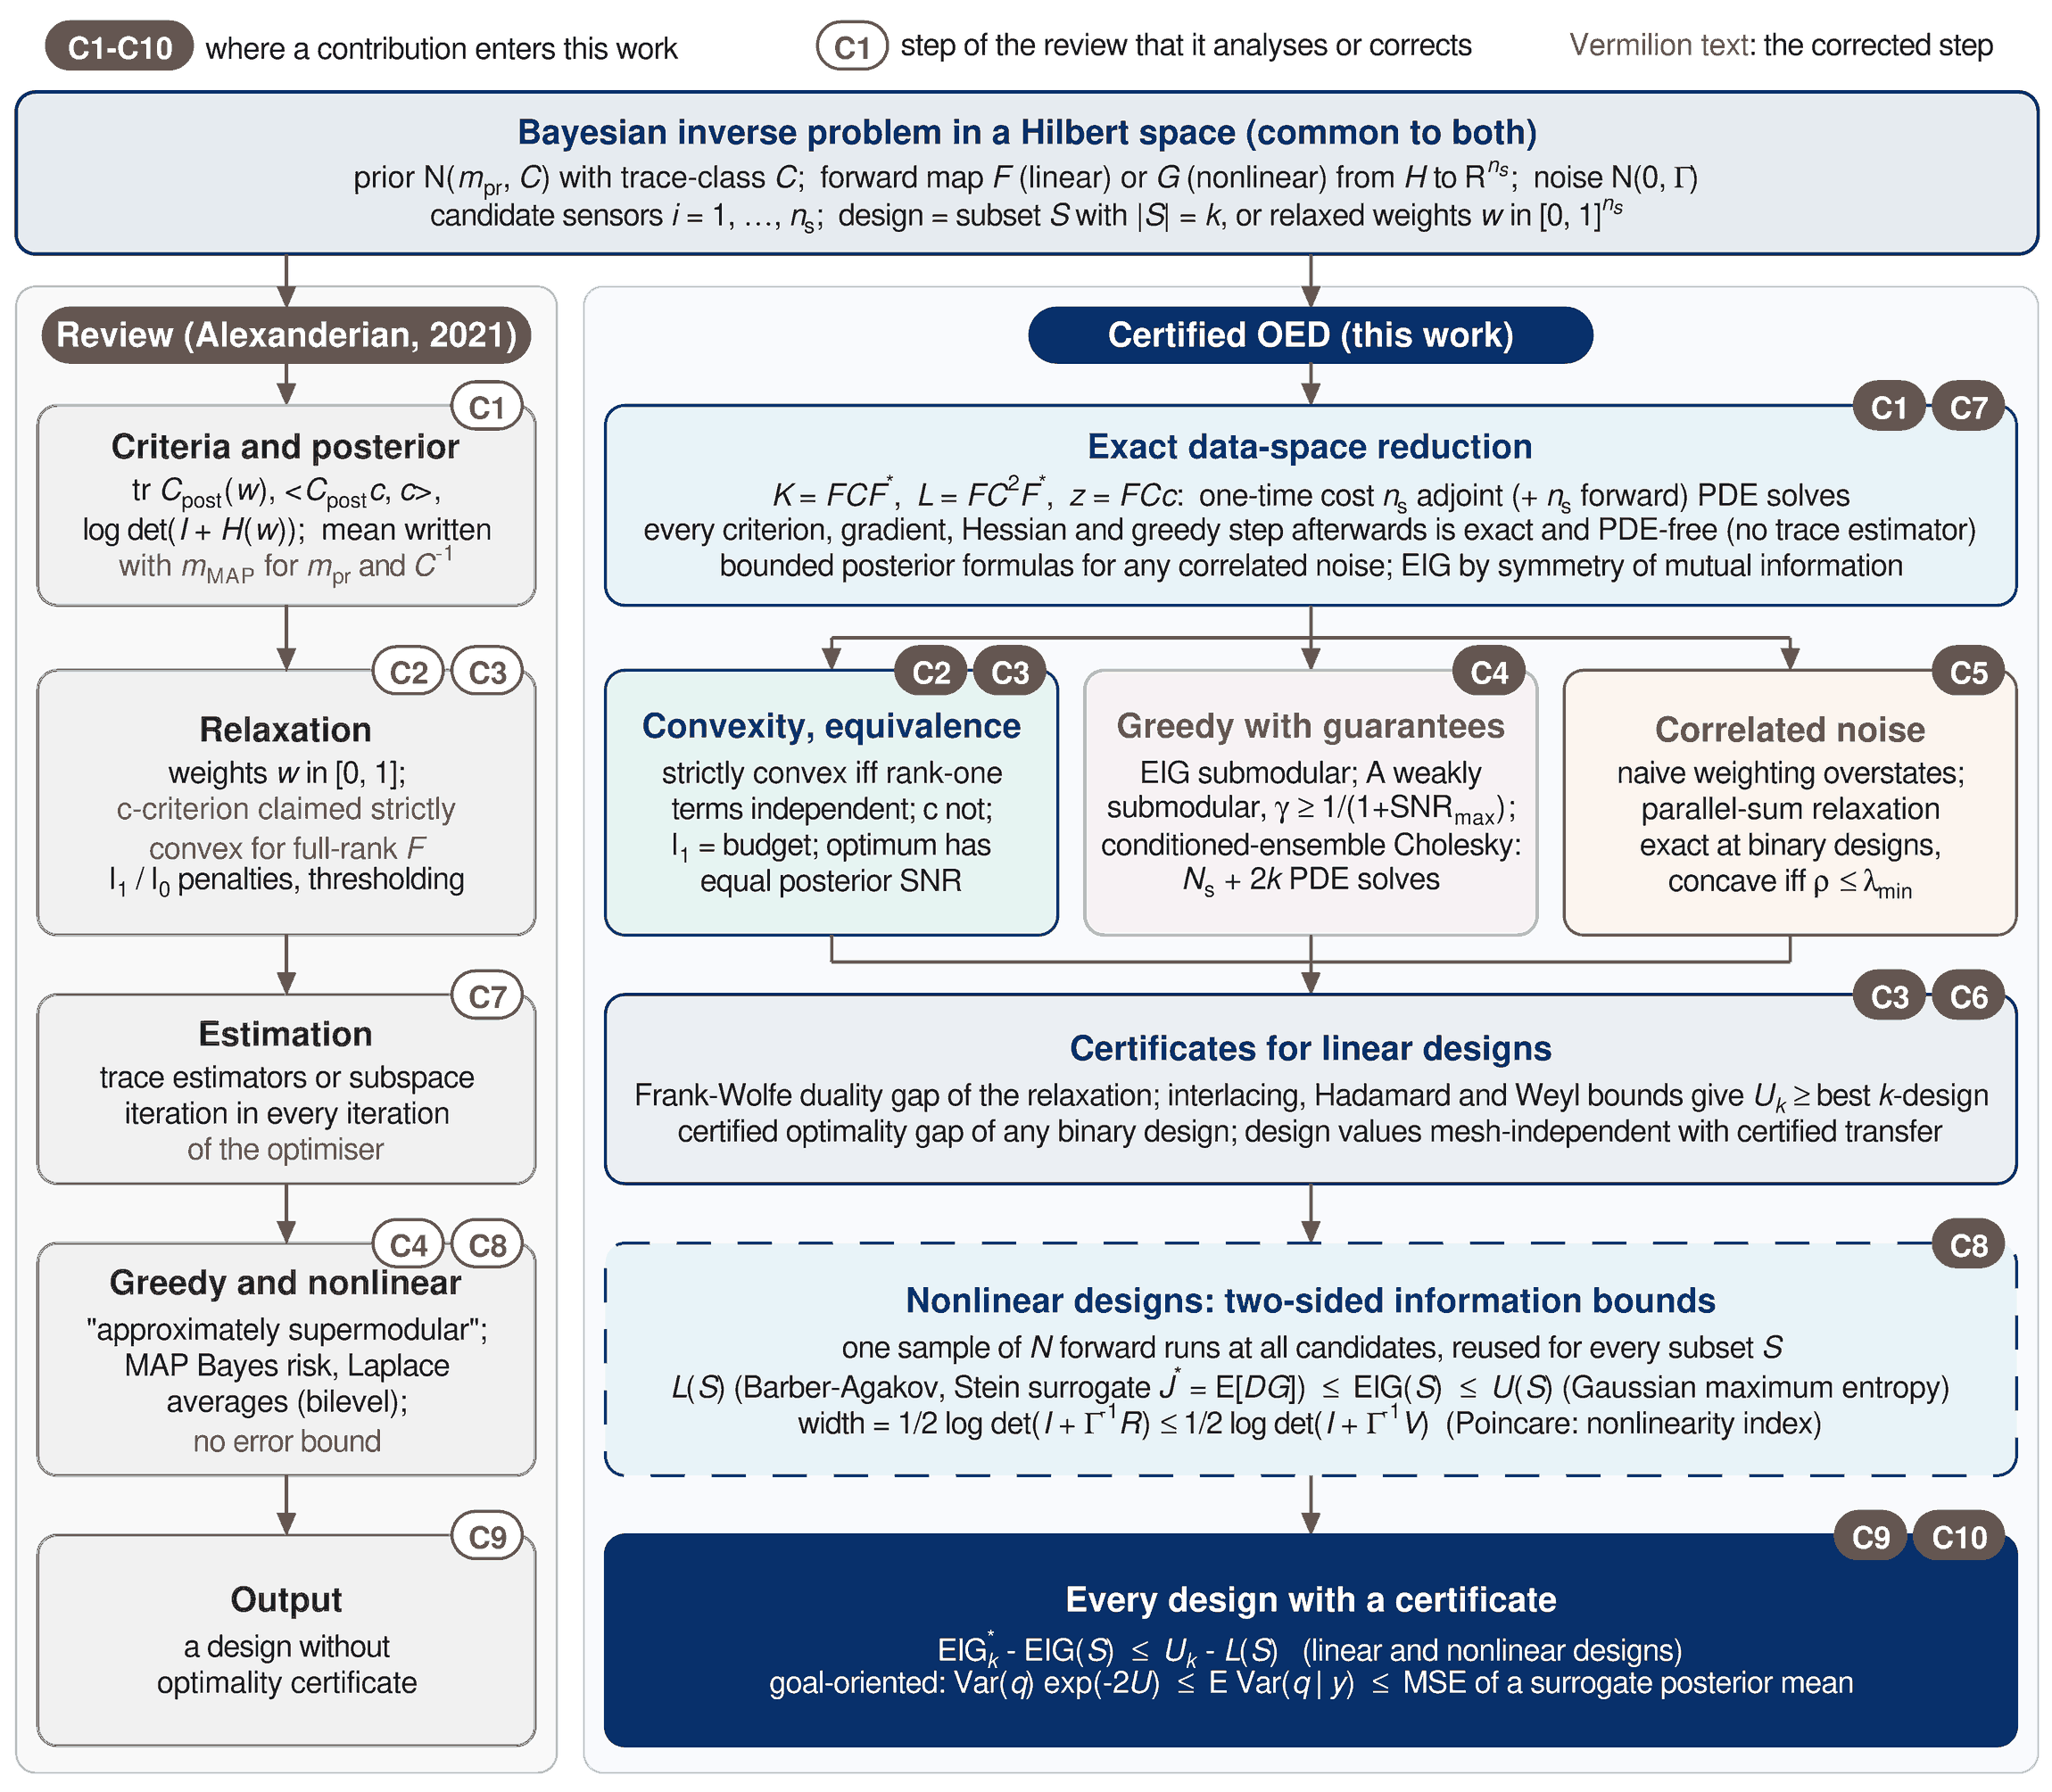 C1-C10 where a contribution enters this work
C1 step of the review that it analyses or corrects
Vermilion text: the corrected step
Bayesian inverse problem in a Hilbert space (common to both)
prior N(m_pr, C) with trace-class C; forward map F (linear) or G (nonlinear) from H to R^{n_s}; noise N(0, Γ)
candidate sensors i = 1, …, n_s; design = subset S with |S| = k, or relaxed weights w in [0, 1]^{n_s}
Review (Alexanderian, 2021)
C1
Criteria and posterior
tr C_post(w), <C_post c, c>,
log det(I + H(w)); mean written
with m_MAP for m_pr and C^{-1}
C2 C3
Relaxation
weights w in [0, 1];
c-criterion claimed strictly
convex for full-rank F
l_1 / l_0 penalties, thresholding
C7
Estimation
trace estimators or subspace
iteration in every iteration
of the optimiser
C4 C8
Greedy and nonlinear
"approximately supermodular";
MAP Bayes risk, Laplace
averages (bilevel);
no error bound
C9
Output
a design without
optimality certificate
Certified OED (this work)
C1 C7
Exact data-space reduction
K = FCF^*, L = FC^2F^*, z = FCc: one-time cost n_s adjoint (+ n_s forward) PDE solves
every criterion, gradient, Hessian and greedy step afterwards is exact and PDE-free (no trace estimator)
bounded posterior formulas for any correlated noise; EIG by symmetry of mutual information
C2 C3
Convexity, equivalence
strictly convex iff rank-one
terms independent; c not;
l_1 = budget; optimum has
equal posterior SNR
C4
Greedy with guarantees
EIG submodular; A weakly
submodular, γ ≥ 1/(1+SNR_max);
conditioned-ensemble Cholesky:
N_s + 2k PDE solves
C5
Correlated noise
naive weighting overstates;
parallel-sum relaxation
exact at binary designs,
concave iff ρ ≤ λ_min
C3 C6
Certificates for linear designs
Frank-Wolfe duality gap of the relaxation; interlacing, Hadamard and Weyl bounds give U_k ≥ best k-design
certified optimality gap of any binary design; design values mesh-independent with certified transfer
C8
Nonlinear designs: two-sided information bounds
one sample of N forward runs at all candidates, reused for every subset S
L(S) (Barber-Agakov, Stein surrogate J^* = E[DG]) ≤ EIG(S) ≤ U(S) (Gaussian maximum entropy)
width = 1/2 log det(I + Γ^{-1}R) ≤ 1/2 log det(I + Γ^{-1}V) (Poincare: nonlinearity index)
C9 C10
Every design with a certificate
EIG_k^* - EIG(S) ≤ U_k - L(S) (linear and nonlinear designs)
goal-oriented: Var(q) exp(-2U) ≤ E Var(q | y) ≤ MSE of a surrogate posterior mean